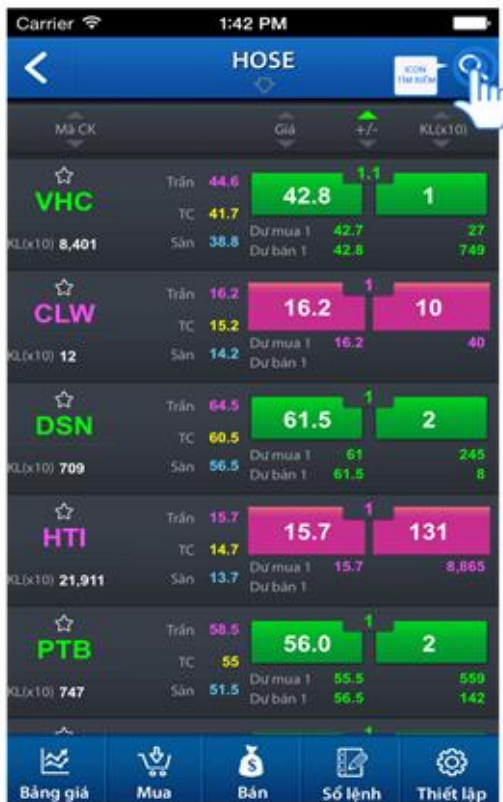 Carrier 1:42 PM
HOSE
ICON
TÌM KIẾM
Mã CK Giá +/- KL(x10)
VHC
KL(x10) 8,401
Trần 44.6
TC 41.7
Sàn 38.8
42.8 1.1 1
Dư mua 1 42.7 27
Dư bán 1 42.8 749
CLW
KL(x10) 12
Trần 16.2
TC 15.2
Sàn 14.2
16.2 1 10
Dư mua 1 16.2 40
Dư bán 1
DSN
KL(x10) 709
Trần 64.5
TC 60.5
Sàn 56.5
61.5 1 2
Dư mua 1 61 245
Dư bán 1 61.5 8
HTI
KL(x10) 21,911
Trần 15.7
TC 14.7
Sàn 13.7
15.7 1 131
Dư mua 1 15.7 8,865
Dư bán 1
PTB
KL(x10) 747
Trần 58.5
TC 55
Sàn 51.5
56.0 1 2
Dư mua 1 55.5 559
Dư bán 1 56.5 142
1
Bảng giá Mua Bán Sổ lệnh Thiết lập